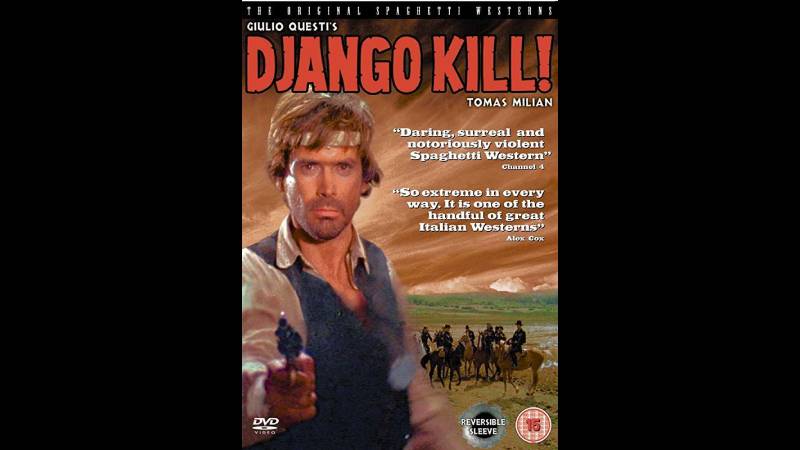 THE ORIGINAL SPAGHETTI WESTERNS
GIULIO QUESTI'S
DJANGO KILL!
TOMAS MILIAN
"Daring, surreal and
notoriously violent
Spaghetti Western"
Channel 4
"So extreme in every
way. It is one of the
handful of great
Italian Westerns"
Alex Cox
DVD
VIDEO
REVERSIBLE
SLEEVE
15